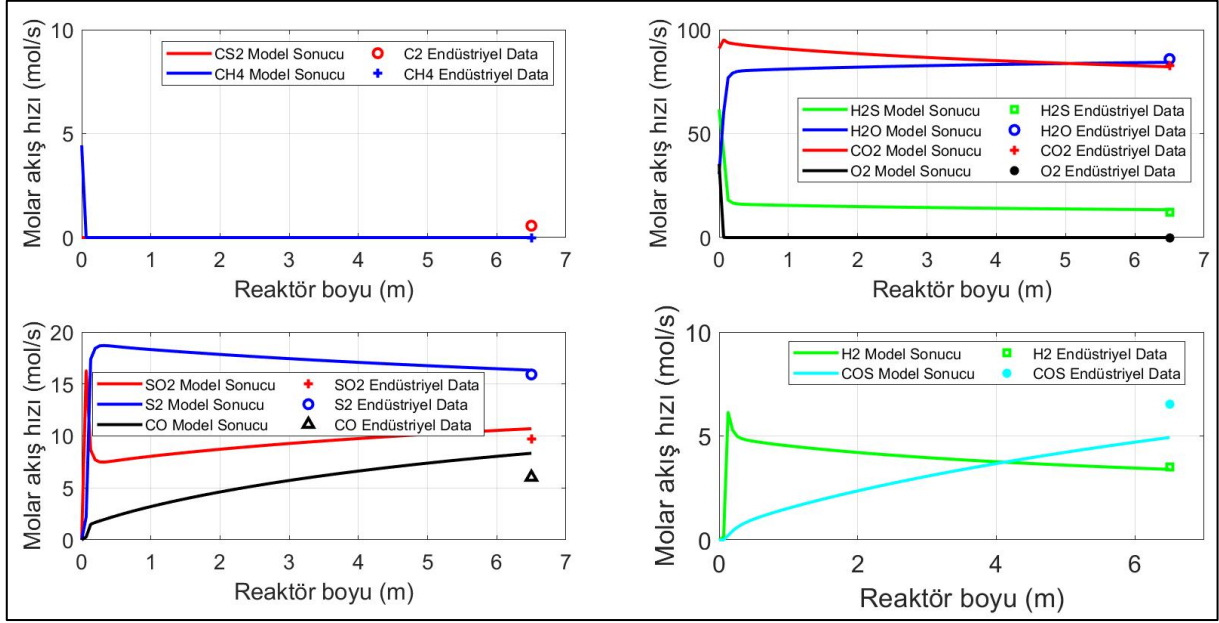 10
5
0
0 1 2 3 4 5 6 7
Molar akış hızı (mol/s)
Reaktör boyu (m)
CS2 Model Sonucu C2 Endüstriyel Data
CH4 Model Sonucu CH4 Endüstriyel Data
100
50
0
0 1 2 3 4 5 6 7
Molar akış hızı (mol/s)
Reaktör boyu (m)
H2S Model Sonucu H2S Endüstriyel Data
H2O Model Sonucu H2O Endüstriyel Data
CO2 Model Sonucu CO2 Endüstriyel Data
O2 Model Sonucu O2 Endüstriyel Data
20
15
10
5
0
0 1 2 3 4 5 6 7
Molar akış hızı (mol/s)
Reaktör boyu (m)
SO2 Model Sonucu SO2 Endüstriyel Data
S2 Model Sonucu S2 Endüstriyel Data
CO Model Sonucu CO Endüstriyel Data
10
5
0
0 2 4 6
Molar akış hızı (mol/s)
Reaktör boyu (m)
H2 Model Sonucu H2 Endüstriyel Data
COS Model Sonucu COS Endüstriyel Data